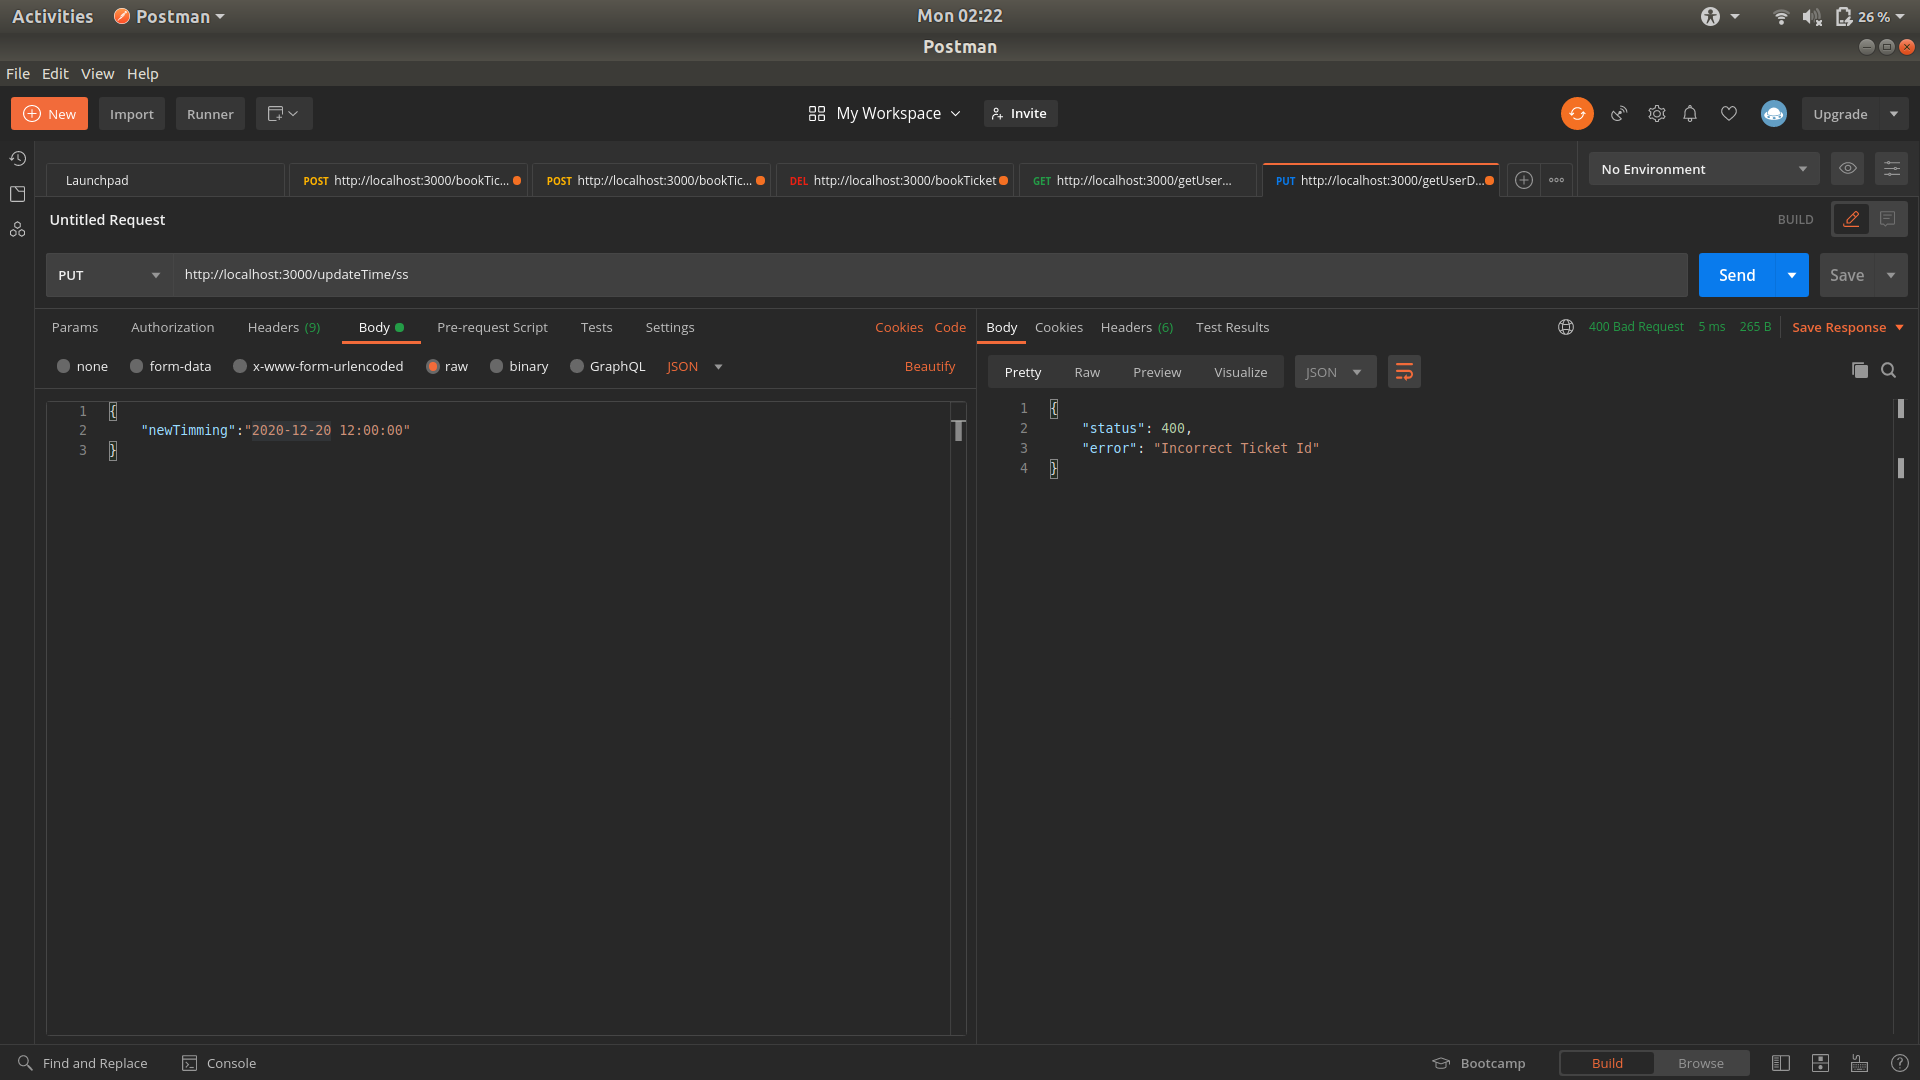 Activities Postman Mon 02:22 26 %
Postman
File Edit View Help
New Import Runner My Workspace Invite Upgrade
Launchpad POST http://localhost:3000/bookTic... POST http://localhost:3000/bookTic... DEL http://localhost:3000/bookTicket GET http://localhost:3000/getUser... PUT http://localhost:3000/getUserD... No Environment
Untitled Request BUILD
PUT http://localhost:3000/updateTime/ss Send Save
Params Authorization Headers (9) Body Pre-request Script Tests Settings Cookies Code
none form-data x-www-form-urlencoded raw binary GraphQL JSON Beautify
1 {
2 "newTimming":"2020-12-20 12:00:00"
3 }
Body Cookies Headers (6) Test Results 400 Bad Request 5 ms 265 B Save Response
Pretty Raw Preview Visualize JSON
1 {
2 "status": 400,
3 "error": "Incorrect Ticket Id"
4 }
Find and Replace Console Bootcamp Build Browse